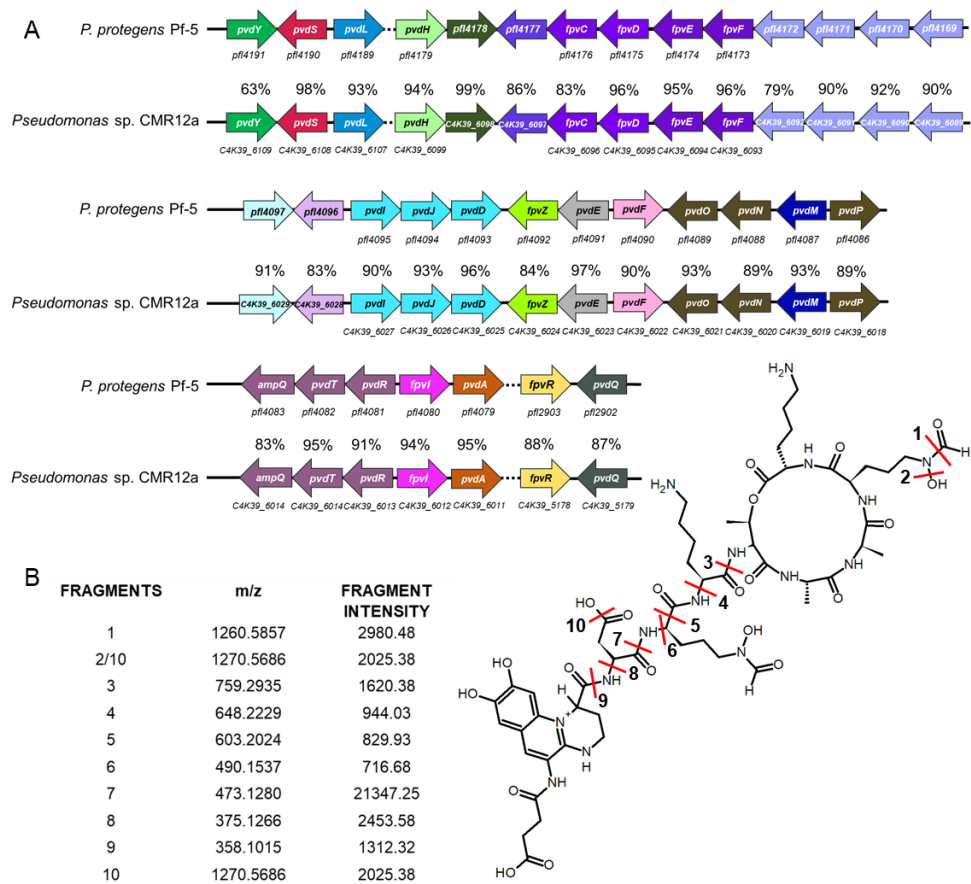 A
P. protegens Pf-5
pvdY pvdS pvdL pvdH pfl4178 pfl4177 fpvC fpvD fpvE fpvF pfl4172 pfl4171 pfl4170 pfl4169
pfl4191 pfl4190 pfl4189 pfl4179 pfl4176 pfl4175 pfl4174 pfl4173
63% 98% 93% 94% 99% 86% 83% 96% 95% 96% 79% 90% 92% 90%
Pseudomonas sp. CMR12a
pvdY pvdS pvdL pvdH C4K39_6098 C4K39_6097 fpvC fpvD fpvE fpvF C4K39_6092 C4K39_6091 C4K39_6090 C4K39_6089
C4K39_6109 C4K39_6108 C4K39_6107 C4K39_6099 C4K39_6096 C4K39_6095 C4K39_6094 C4K39_6093
P. protegens Pf-5
pfl4097 pfl4096 pvdI pvdJ pvdD fpvZ pvdE pvdF pvdO pvdN pvdM pvdP
pfl4095 pfl4094 pfl4093 pfl4092 pfl4091 pfl4090 pfl4089 pfl4088 pfl4087 pfl4086
91% 83% 90% 93% 96% 84% 97% 90% 93% 89% 93% 89%
Pseudomonas sp. CMR12a
C4K39_6029 C4K39_6028 pvdI pvdJ pvdD fpvZ pvdE pvdF pvdO pvdN pvdM pvdP
C4K39_6027 C4K39_6026 C4K39_6025 C4K39_6024 C4K39_6023 C4K39_6022 C4K39_6021 C4K39_6020 C4K39_6019 C4K39_6018
P. protegens Pf-5
ampQ pvdT pvdR fpvI pvdA fpvR pvdQ
pfl4083 pfl4082 pfl4081 pfl4080 pfl4079 pfl2903 pfl2902
83% 95% 91% 94% 95% 88% 87%
Pseudomonas sp. CMR12a
ampQ pvdT pvdR fpvI pvdA fpvR pvdQ
C4K39_6014 C4K39_6014 C4K39_6013 C4K39_6012 C4K39_6011 C4K39_5178 C4K39_5179
B
FRAGMENTS m/z FRAGMENT
INTENSITY
1 1260.5857 2980.48
2/10 1270.5686 2025.38
3 759.2935 1620.38
4 648.2229 944.03
5 603.2024 829.93
6 490.1537 716.68
7 473.1280 21347.25
8 375.1266 2453.58
9 358.1015 1312.32
10 1270.5686 2025.38
H2N
1
O
H
N
2
OH
O
H
N
O
NH
O
H2N
O
NH
O
NH
O
N
H
O
3
NH
O
4
NH
HO
O
10
O
5
7
NH
6
OH
N
O
H
O
8
NH
9
O
H
HO
HO
N+
N
H
NH
O
O
OH